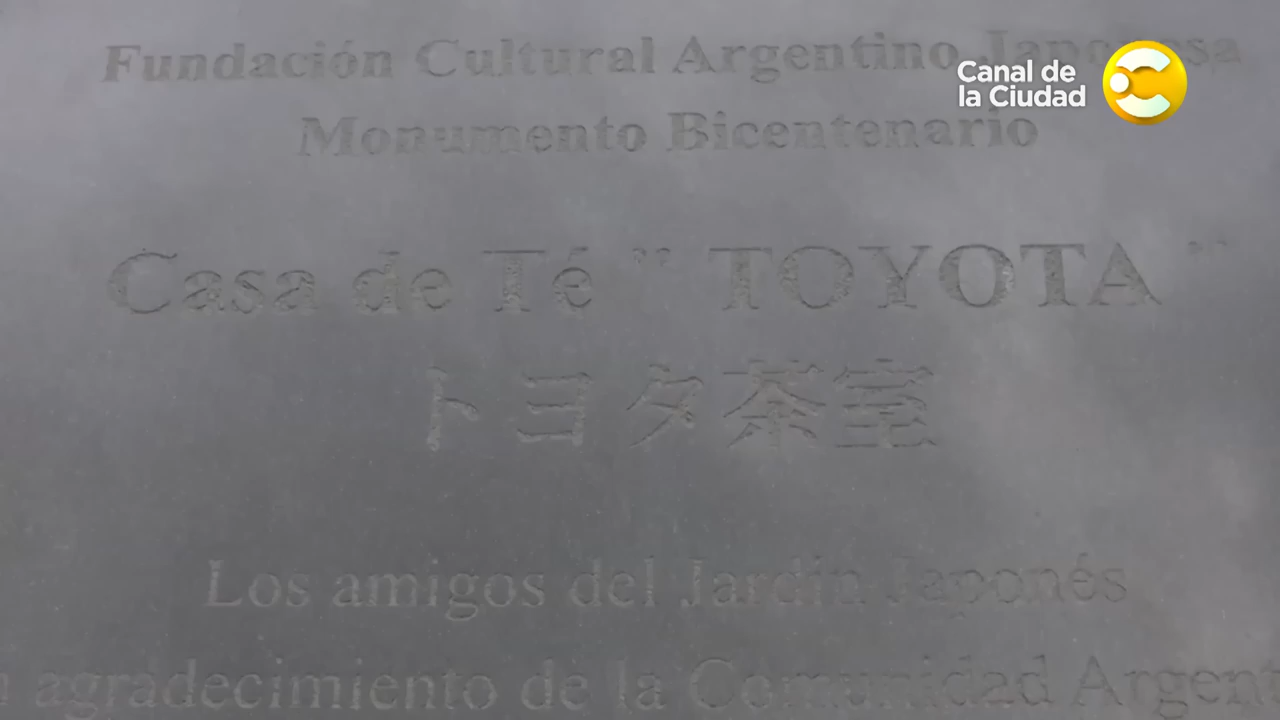 Fundación Cultural Argentino Japonesa
Monumento Bicentenario
Casa de Té " TOYOTA "
トヨタ茶室
Los amigos del Jardín Japonés
agradecimiento de la Comunidad
Canal de
la Ciudad